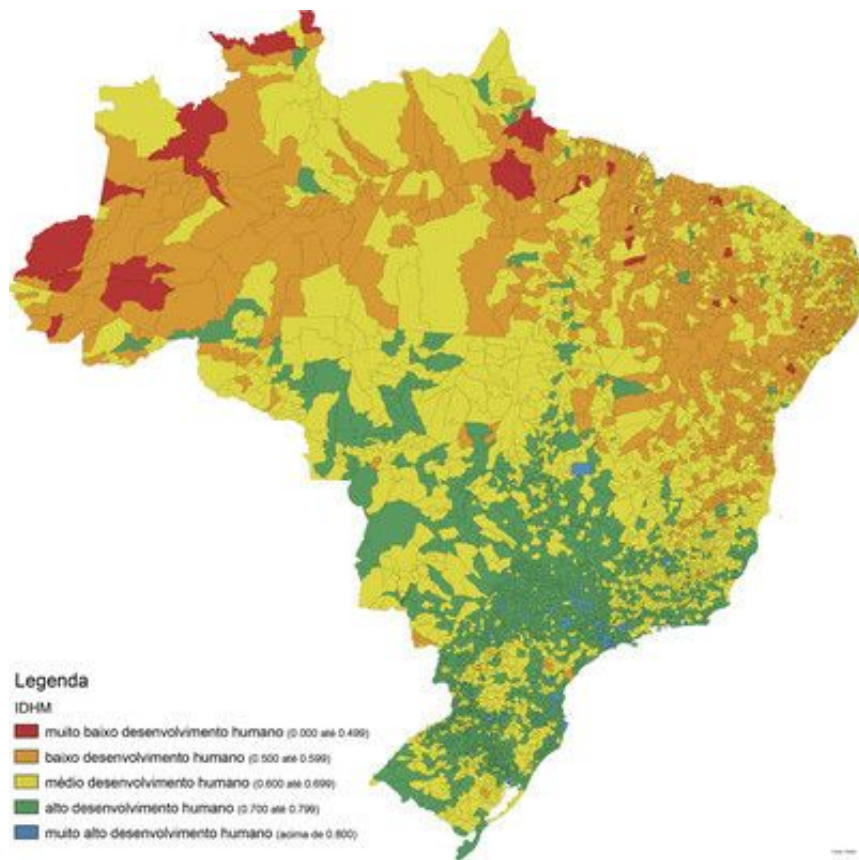 Legenda
IDHM
muito baixo desenvolvimento humano (0.000 até 0.499)
baixo desenvolvimento humano (0.500 até 0.599)
médio desenvolvimento humano (0.600 até 0.699)
alto desenvolvimento humano (0.700 até 0.799)
muito alto desenvolvimento humano (acima de 0.800)